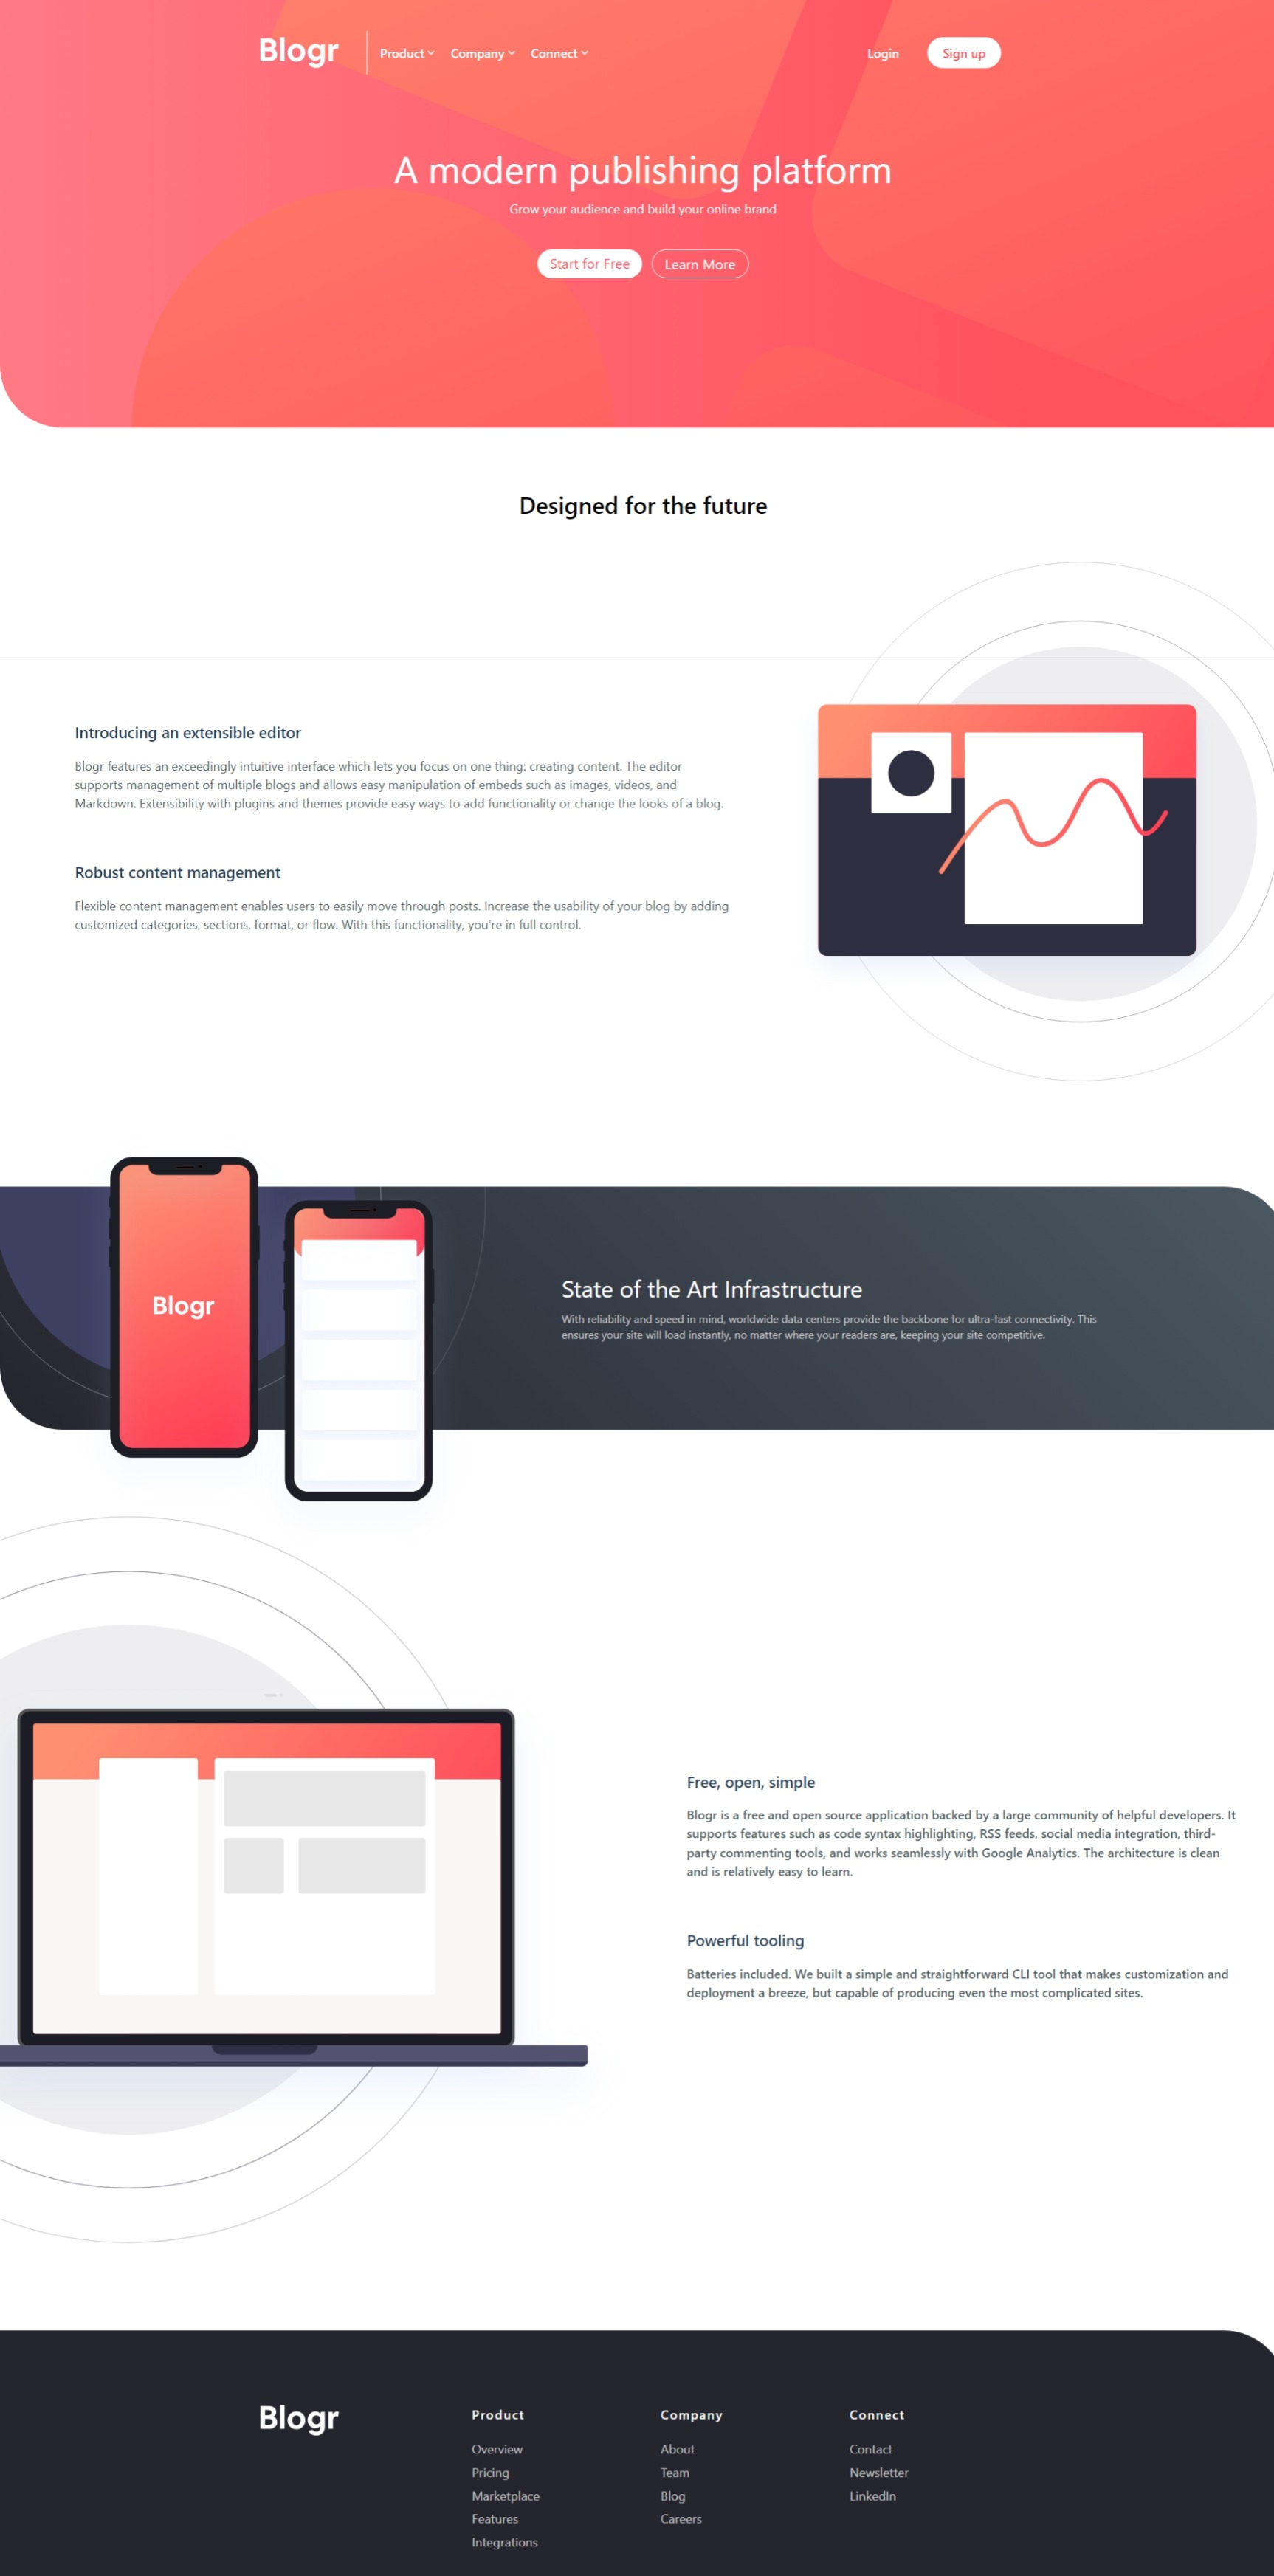 Blogr
Product Company Connect
Login Sign up
A modern publishing platform
Grow your audience and build your online brand
Start for Free Learn More
Designed for the future
Introducing an extensible editor
Blogr features an exceedingly intuitive interface which lets you focus on one thing: creating content. The editor
supports management of multiple blogs and allows easy manipulation of embeds such as images, videos, and
Markdown. Extensibility with plugins and themes provide easy ways to add functionality or change the looks of a blog.
Robust content management
Flexible content management enables users to easily move through posts. Increase the usability of your blog by adding
customized categories, sections, format, or flow. With this functionality, you're in full control.
Blogr
State of the Art Infrastructure
With reliability and speed in mind, worldwide data centers provide the backbone for ultra-fast connectivity. This
ensures your site will load instantly, no matter where your readers are, keeping your site competitive.
Free, open, simple
Blogr is a free and open source application backed by a large community of helpful developers. It
supports features such as code syntax highlighting, RSS feeds, social media integration, third-
party commenting tools, and works seamlessly with Google Analytics. The architecture is clean
and is relatively easy to learn.
Powerful tooling
Batteries included. We built a simple and straightforward CLI tool that makes customization and
deployment a breeze, but capable of producing even the most complicated sites.
Blogr
Product
Overview
Pricing
Marketplace
Features
Integrations
Company
About
Team
Blog
Careers
Connect
Contact
Newsletter
LinkedIn